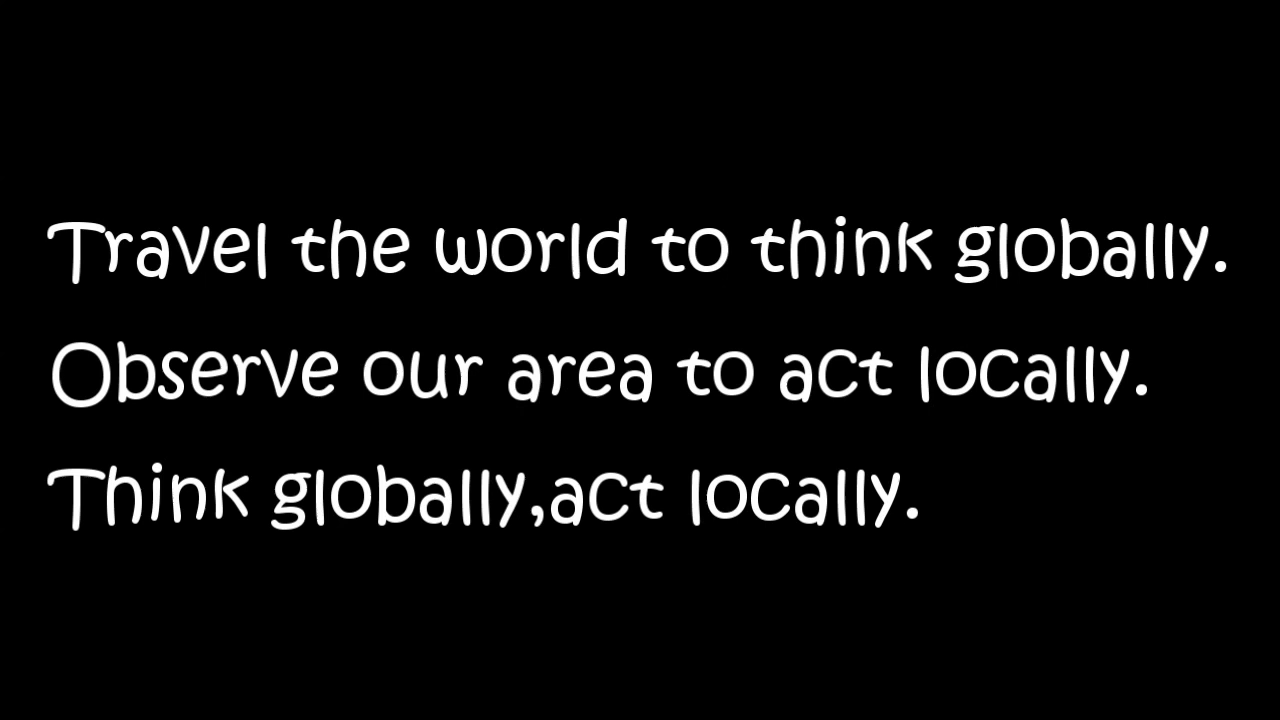 Travel the world to think globally.
Observe our area to act locally.
Think globally,act locally.